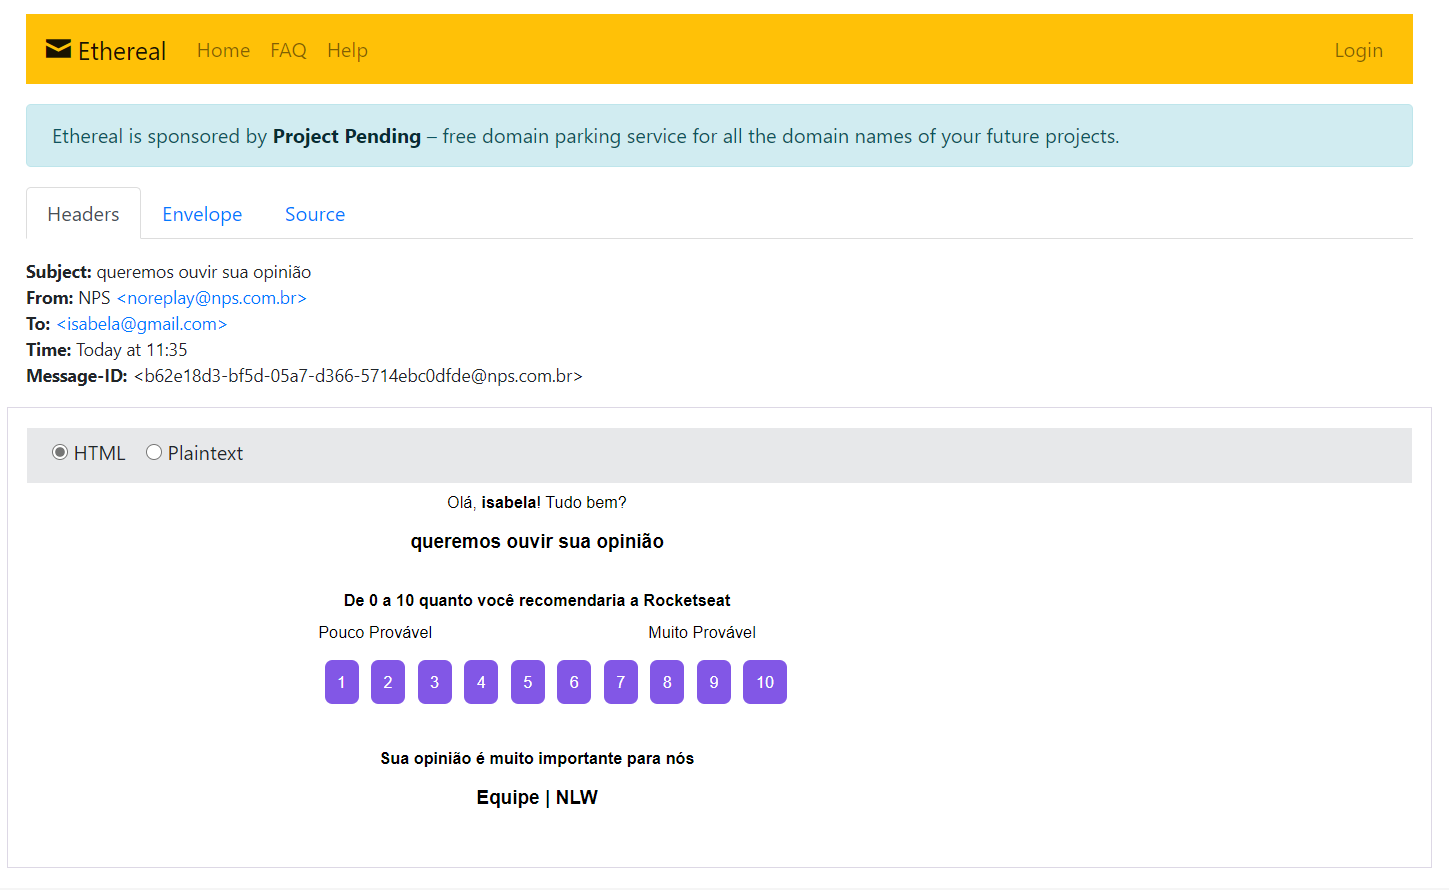 Ethereal Home FAQ Help Login
Ethereal is sponsored by Project Pending – free domain parking service for all the domain names of your future projects.
Headers Envelope Source
Subject: queremos ouvir sua opinião
From: NPS <noreplay@nps.com.br>
To: <isabela@gmail.com>
Time: Today at 11:35
Message-ID: <b62e18d3-bf5d-05a7-d366-5714ebc0dfde@nps.com.br>
HTML Plaintext
Olá, isabela! Tudo bem?
queremos ouvir sua opinião
De 0 a 10 quanto você recomendaria a Rocketseat
Pouco Provável Muito Provável
1 2 3 4 5 6 7 8 9 10
Sua opinião é muito importante para nós
Equipe | NLW